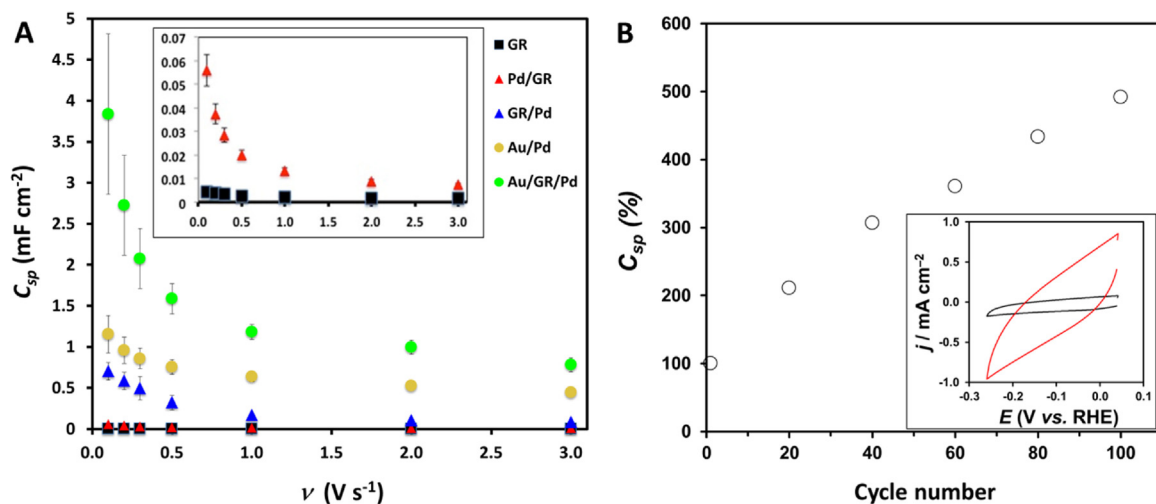 A
C_sp (mF cm⁻²)
5
4.5
4
3.5
3
2.5
2
1.5
1
0.5
0
0.0 0.5 1.0 1.5 2.0 2.5 3.0
ν (V s⁻¹)
0.07
0.06
0.05
0.04
0.03
0.02
0.01
0
0.0 0.5 1.0 1.5 2.0 2.5 3.0
GR
Pd/GR
GR/Pd
Au/Pd
Au/GR/Pd
B
C_sp (%)
600
500
400
300
200
100
0
0 20 40 60 80 100
Cycle number
j / mA cm⁻²
1.0
0.5
0.0
-0.5
-1.0
-0.3 -0.2 -0.1 0.0 0.1
E (V vs. RHE)